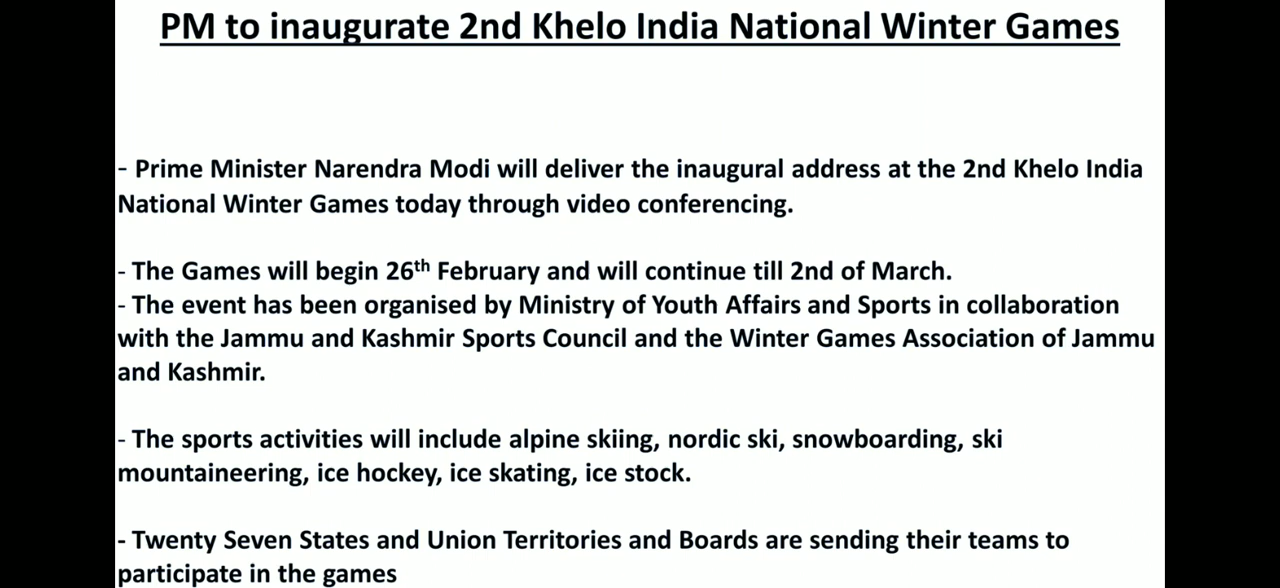 PM to inaugurate 2nd Khelo India National Winter Games
- Prime Minister Narendra Modi will deliver the inaugural address at the 2nd Khelo India
National Winter Games today through video conferencing.
- The Games will begin 26th February and will continue till 2nd of March.
- The event has been organised by Ministry of Youth Affairs and Sports in collaboration
with the Jammu and Kashmir Sports Council and the Winter Games Association of Jammu
and Kashmir.
- The sports activities will include alpine skiing, nordic ski, snowboarding, ski
mountaineering, ice hockey, ice skating, ice stock.
- Twenty Seven States and Union Territories and Boards are sending their teams to
participate in the games